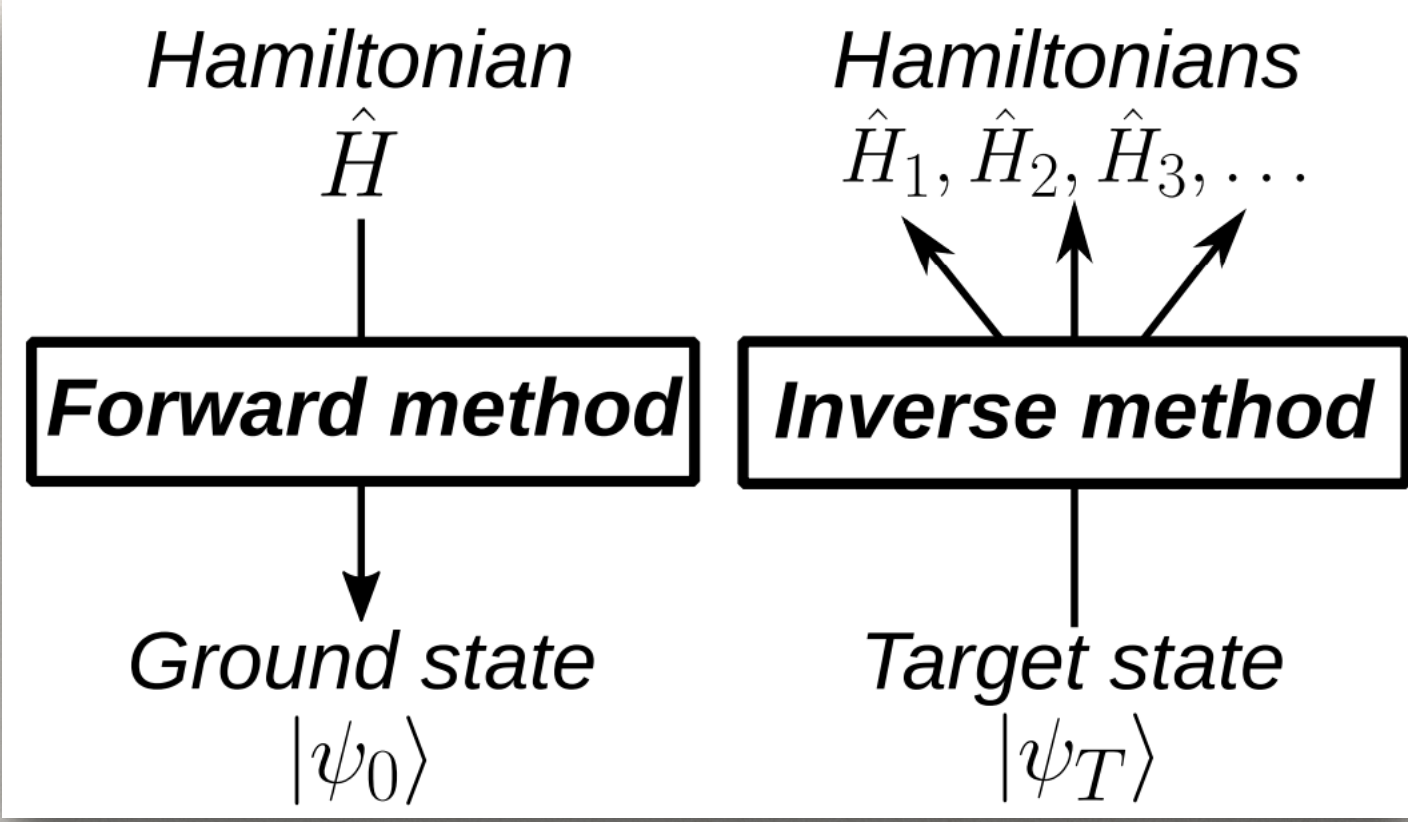 Hamiltonian
Ĥ
Forward method
Ground state
|ψ₀⟩
Hamiltonians
Ĥ₁, Ĥ₂, Ĥ₃, . . .
Inverse method
Target state
|ψ_T⟩